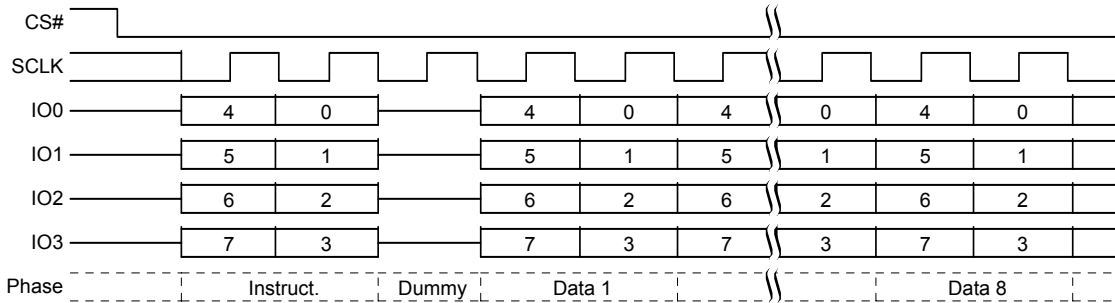 CS#
SCLK
IO0 4 0 4 0 4 0 4 0
IO1 5 1 5 1 5 1 5 1
IO2 6 2 6 2 6 2 6 2
IO3 7 3 7 3 7 3 7 3
Phase Instruct. Dummy Data 1 Data 8